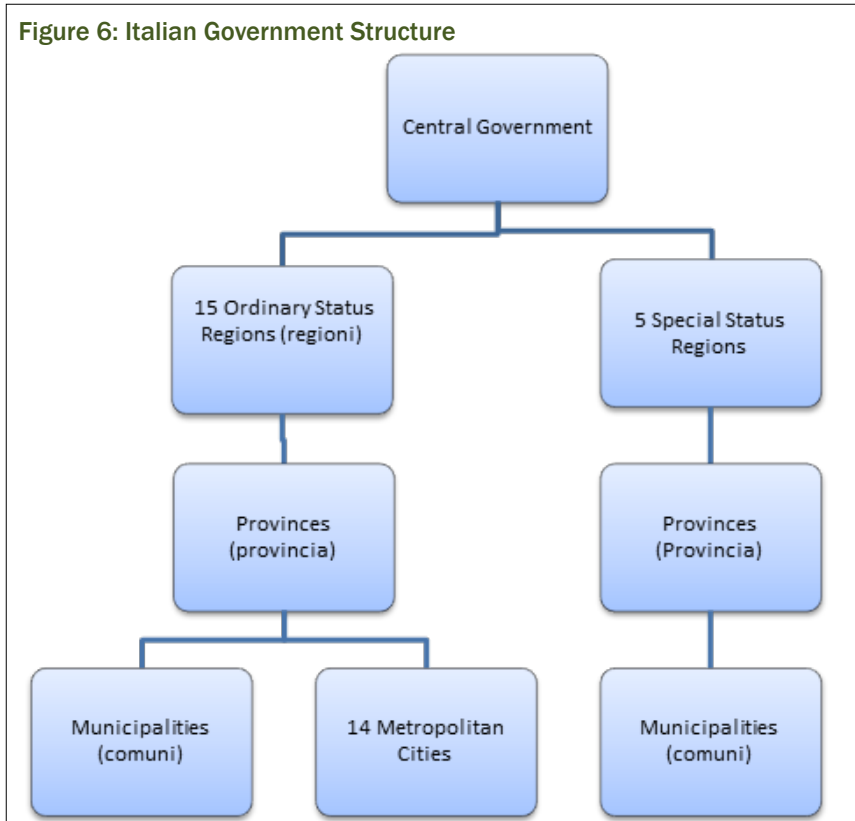 Figure 6: Italian Government Structure
Central Government
15 Ordinary Status
Regions (regioni)
5 Special Status
Regions
Provinces
(provincia)
Provinces
(Provincia)
Municipalities
(comuni)
14 Metropolitan
Cities
Municipalities
(comuni)